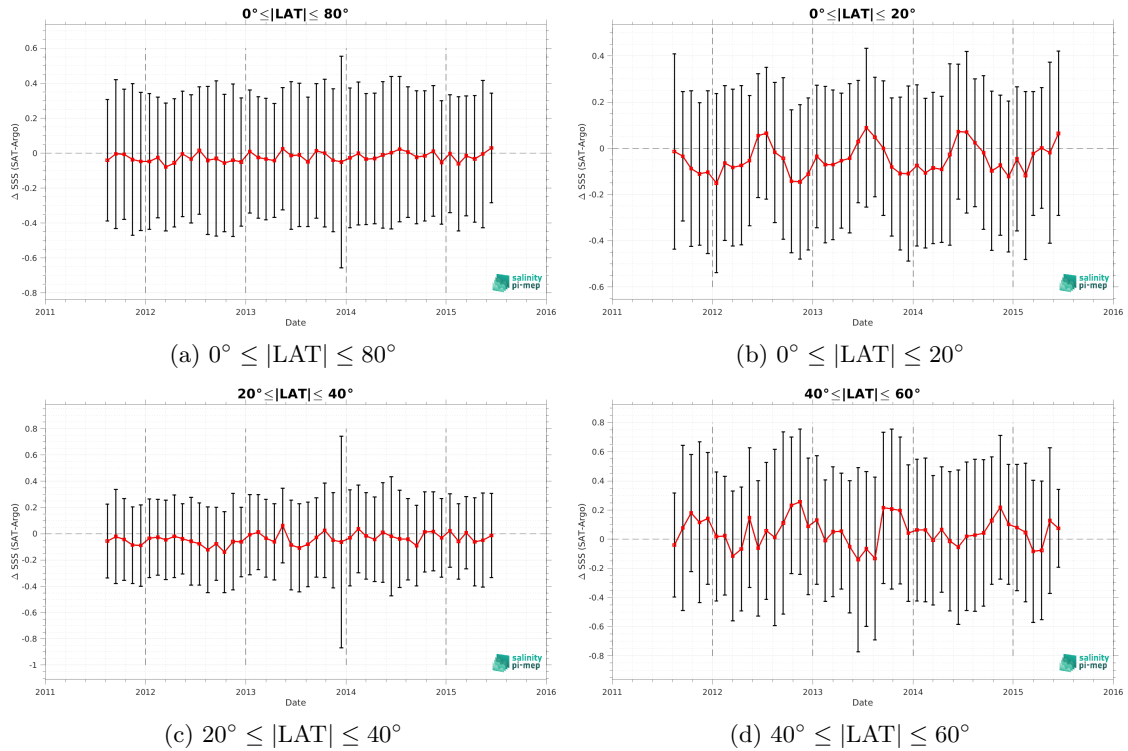 0°≤|LAT|≤ 80°
0.6
0.4
0.2
0
-0.2
-0.4
-0.6
-0.8
Δ SSS (SAT-Argo)
2011
2012
2013
2014
2015
2016
Date
salinity
pi-mep
(a) 0° ≤ |LAT| ≤ 80°
0°≤|LAT|≤ 20°
0.4
0.2
0
-0.2
-0.4
-0.6
Δ SSS (SAT-Argo)
2011
2012
2013
2014
2015
2016
Date
salinity
pi-mep
(b) 0° ≤ |LAT| ≤ 20°
20°≤|LAT|≤ 40°
0.8
0.6
0.4
0.2
0
-0.2
-0.4
-0.6
-0.8
-1
Δ SSS (SAT-Argo)
2011
2012
2013
2014
2015
2016
Date
salinity
pi-mep
(c) 20° ≤ |LAT| ≤ 40°
40°≤|LAT|≤ 60°
0.8
0.6
0.4
0.2
0
-0.2
-0.4
-0.6
-0.8
Δ SSS (SAT-Argo)
2011
2012
2013
2014
2015
2016
Date
salinity
pi-mep
(d) 40° ≤ |LAT| ≤ 60°